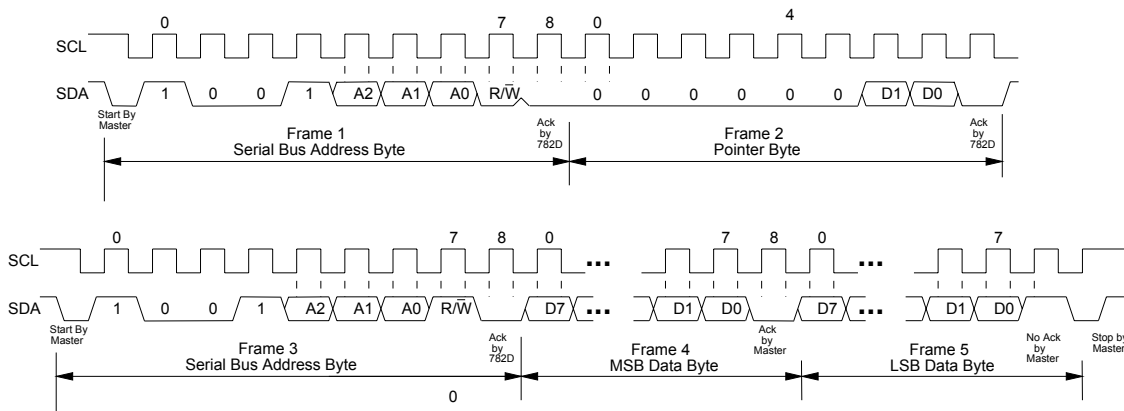 0 7 8 0 4
SCL
SDA 1 0 0 1 A2 A1 A0 R/W̅ 0 0 0 0 0 0 D1 D0
Start By
Master
Ack
by
782D
Ack
by
782D
Frame 1
Serial Bus Address Byte
Frame 2
Pointer Byte
0 7 8 0 7 8 0 7
SCL ... ...
SDA 1 0 0 1 A2 A1 A0 R/W̅ D7 ... D1 D0 D7 ... D1 D0
Start By
Master
Ack
by
782D
Ack
by
Master
No Ack
by
Master
Stop by
Master
Frame 3
Serial Bus Address Byte
Frame 4
MSB Data Byte
Frame 5
LSB Data Byte
0